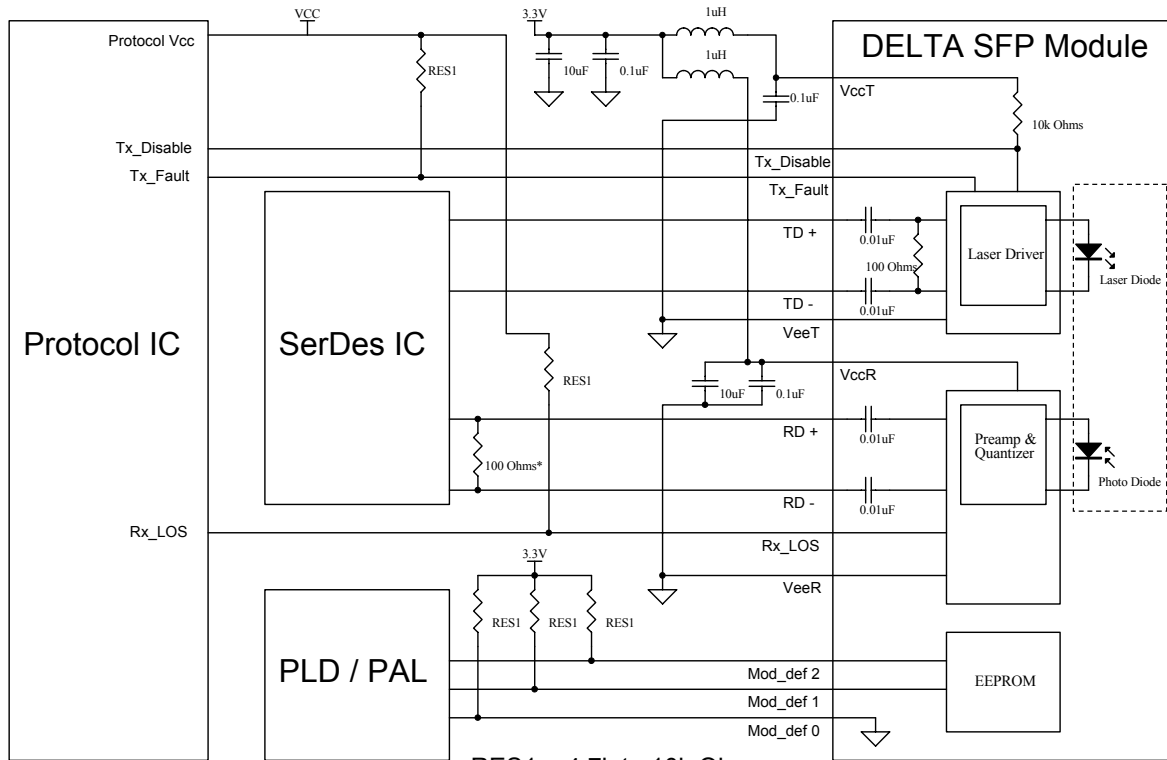 VCC
3.3V
1uH
Protocol Vcc
DELTA SFP Module
RES1
10uF
0.1uF
1uH
VccT
0.1uF
10k Ohms
Tx_Disable
Tx_Disable
Tx_Fault
Tx_Fault
TD +
0.01uF
Laser Driver
100 Ohms
Laser Diode
0.01uF
TD -
VeeT
Protocol IC
SerDes IC
RES1
VccR
10uF
0.1uF
RD +
0.01uF
Preamp &
Quantizer
100 Ohms*
Photo Diode
RD -
0.01uF
Rx_LOS
Rx_LOS
3.3V
VeeR
RES1
RES1
RES1
PLD / PAL
Mod_def 2
EEPROM
Mod_def 1
Mod_def 0